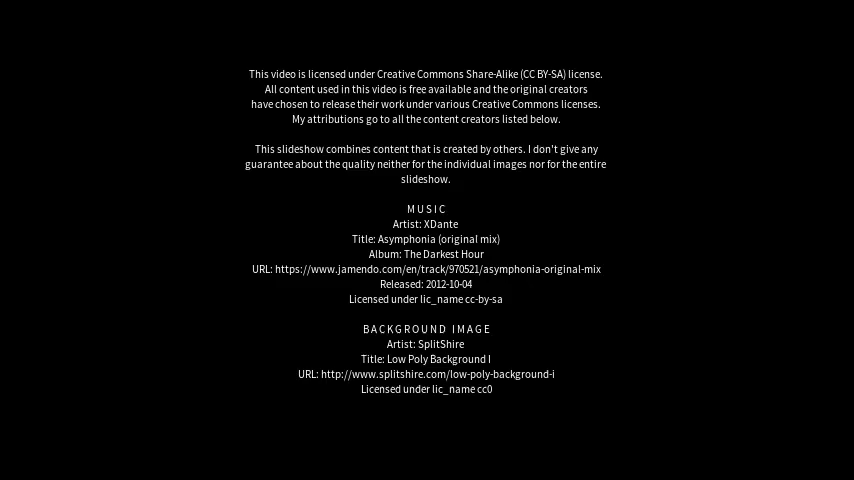 This video is licensed under Creative Commons Share-Alike (CC BY-SA) license.
All content used in this video is free available and the original creators
have chosen to release their work under various Creative Commons licenses.
My attributions go to all the content creators listed below.
This slideshow combines content that is created by others. I don't give any
guarantee about the quality neither for the individual images nor for the entire
slideshow.
MUSIC
Artist: XDante
Title: Asymphonia (original mix)
Album: The Darkest Hour
URL: https://www.jamendo.com/en/track/970521/asymphonia-original-mix
Released: 2012-10-04
Licensed under lic_name cc-by-sa
BACKGROUND IMAGE
Artist: SplitShire
Title: Low Poly Background I
URL: http://www.splitshire.com/low-poly-background-i
Licensed under lic_name cc0